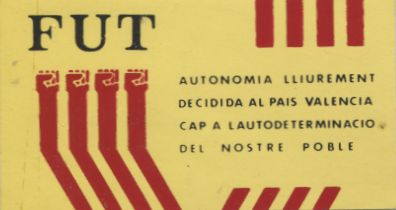 FUT
AUTONOMIA LLIUREMENT
DECIDIDA AL PAIS VALENCIA
CAP A LAUTODETERMINACIO
DEL NOSTRE POBLE